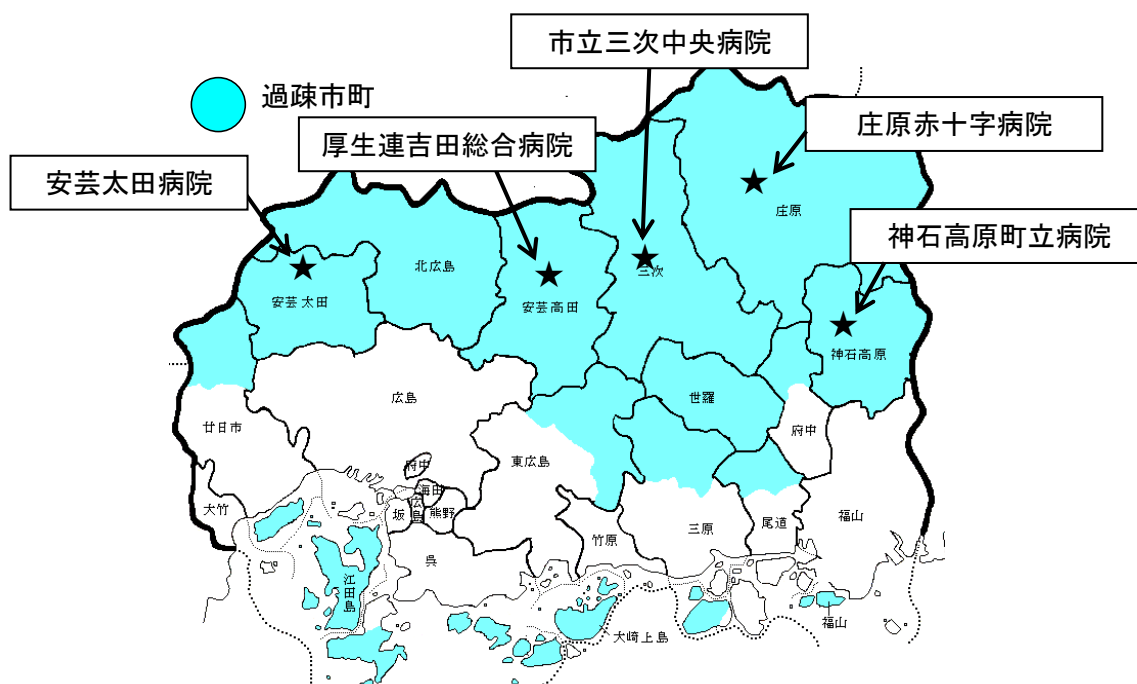 市立三次中央病院
過疎市町
庄原赤十字病院
厚生連吉田総合病院
安芸太田病院
神石高原町立病院
庄原
北広島
三次
安芸太田
安芸高田
神石高原
世羅
広島
廿日市
府中
府中
東広島
海田
大竹
坂
広島
熊野
竹原
三原
尾道
福山
呉
江田島
大崎上島
福山